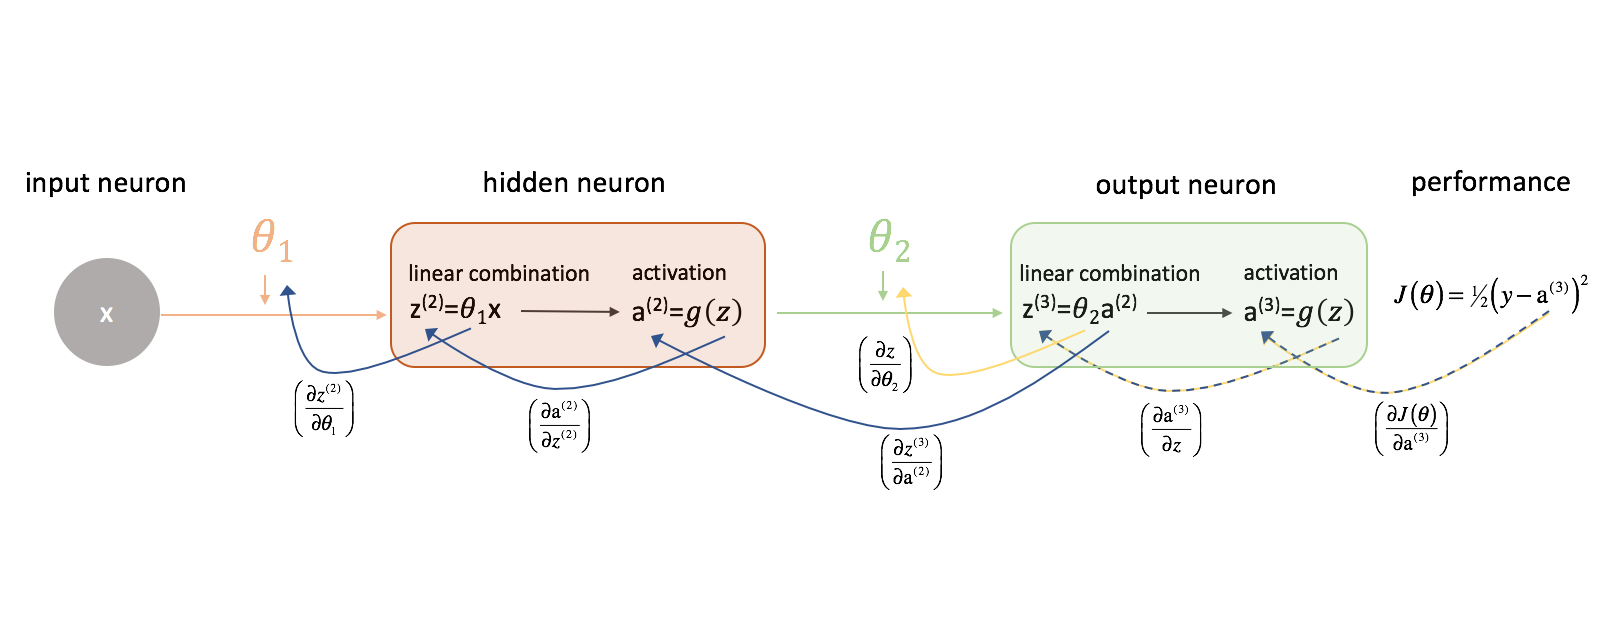 input neuron
hidden neuron
output neuron
performance
θ₁
θ₂
linear combination
activation
linear combination
activation
x
z⁽²⁾=θ₁x
a⁽²⁾=g(z)
z⁽³⁾=θ₂a⁽²⁾
a⁽³⁾=g(z)
J(θ)=½(y−a⁽³⁾)²
(∂z⁽²⁾/∂θ₁)
(∂a⁽²⁾/∂z⁽²⁾)
(∂z/∂θ₂)
(∂z⁽³⁾/∂a⁽²⁾)
(∂a⁽³⁾/∂z)
(∂J(θ)/∂a⁽³⁾)